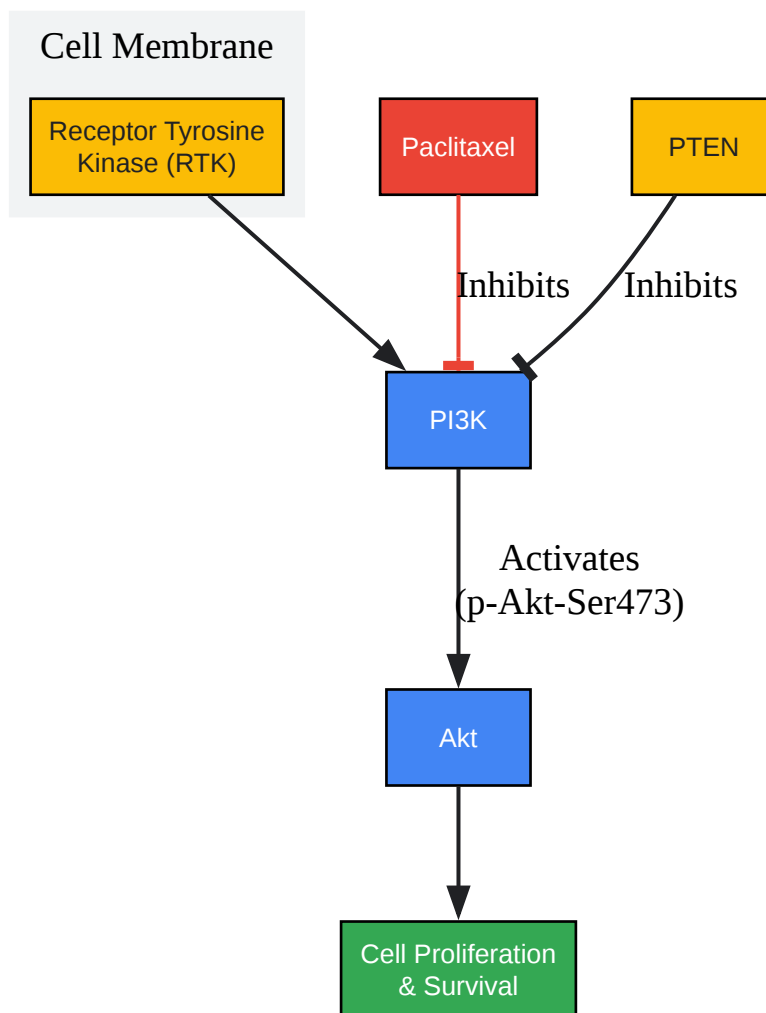 Cell Membrane
Receptor Tyrosine
Kinase (RTK)
Paclitaxel
PTEN
Inhibits
Inhibits
PI3K
Activates
(p-Akt-Ser473)
Akt
Cell Proliferation
& Survival